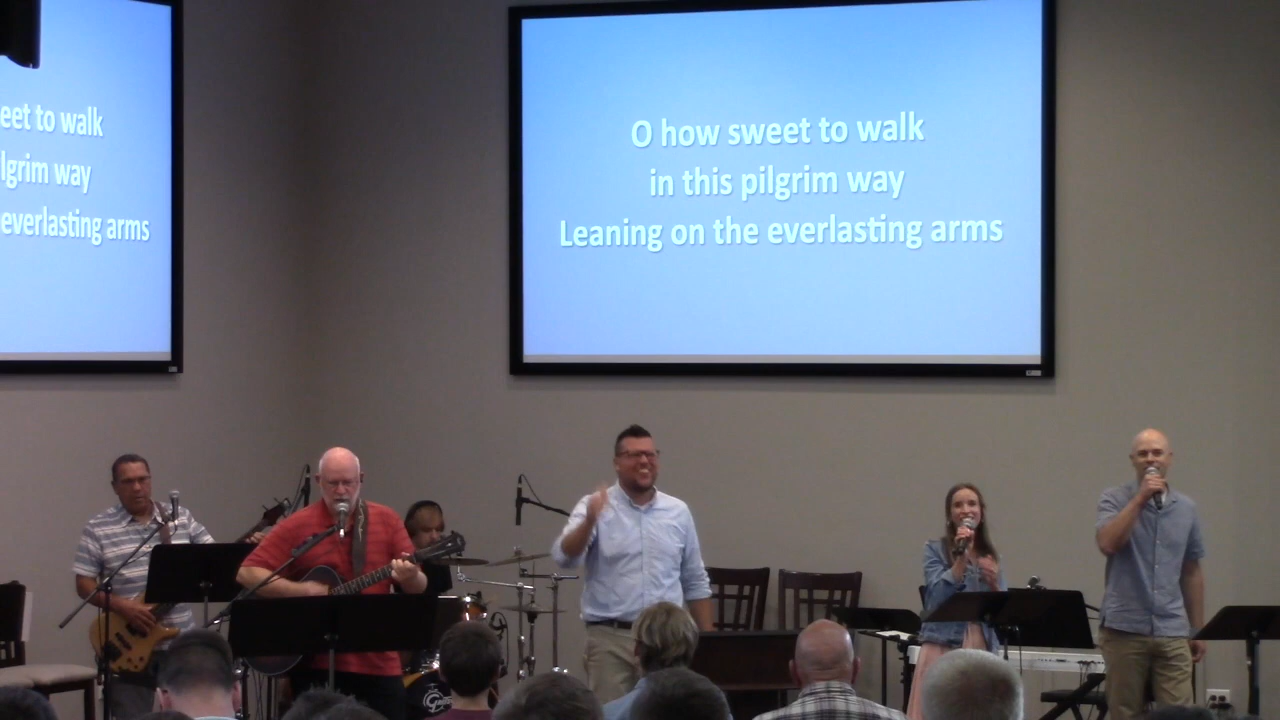 eet to walk
lgrim way
everlasting arms
O how sweet to walk
in this pilgrim way
Leaning on the everlasting arms